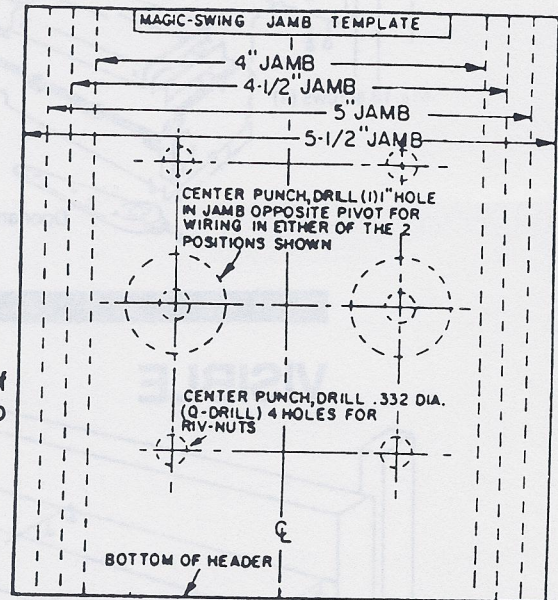 MAGIC-SWING JAMB TEMPLATE
4" JAMB
4-1/2" JAMB
5" JAMB
5-1/2" JAMB
CENTER PUNCH, DRILL (1) 1" HOLE
IN JAMB OPPOSITE PIVOT FOR
WIRING IN EITHER OF THE 2
POSITIONS SHOWN
VISIBLE
CENTER PUNCH, DRILL .332 DIA.
(Q-DRILL) 4 HOLES FOR
RIV-NUTS
℄
BOTTOM OF HEADER